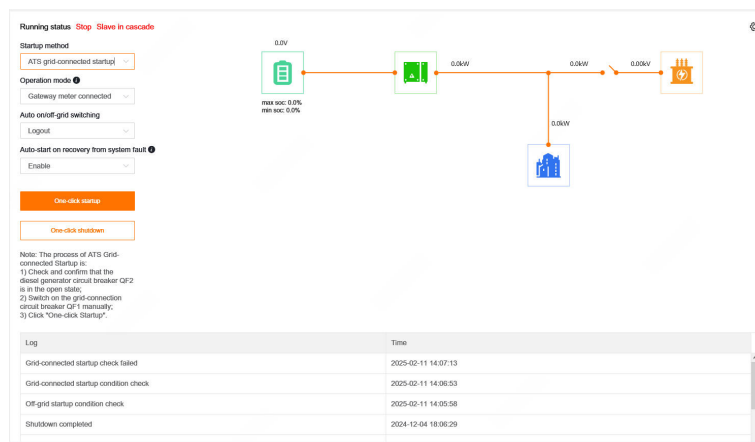 Running status Stop Slave in cascade
Startup method
ATS grid-connected startup
Operation mode
Gateway meter connected
Auto on/off-grid switching
Logout
Auto-start on recovery from system fault
Enable
One-click startup
One-click shutdown
Note: The process of ATS Grid-
connected Startup is:
1) Check and confirm that the
diesel generator circuit breaker QF2
is in the open state;
2) Switch on the grid-connection
circuit breaker QF1 manually;
3) Click "One-click Startup".
0.0V
max soc: 0.0%
min soc: 0.0%
0.0kW
0.0kW
0.00kV
0.0kW
Log Time
Grid-connected startup check failed 2025-02-11 14:07:13
Grid-connected startup condition check 2025-02-11 14:06:53
Off-grid startup condition check 2025-02-11 14:05:58
Shutdown completed 2024-12-04 18:06:29